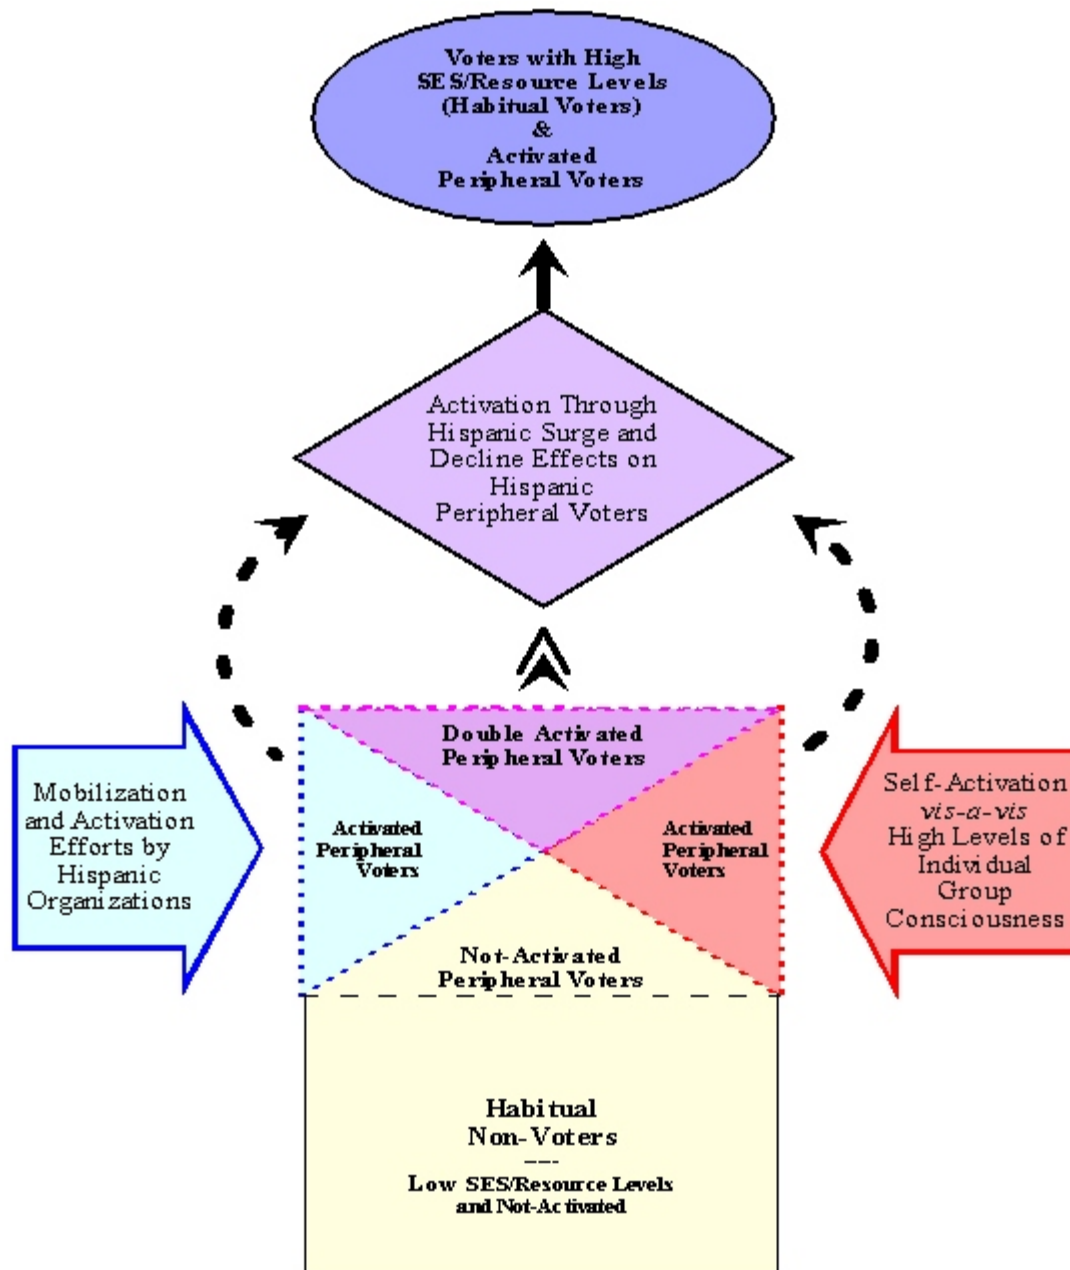 Voters with High
SES/Resource Levels
(Habitual Voters)
&
Activated
Peripheral Voters
Activation Through
Hispanic Surge and
Decline Effects on
Hispanic
Peripheral Voters
Double Activated
Peripheral Voters
Mobilization
and Activation
Efforts by
Hispanic
Organizations
Activated
Peripheral
Voters
Activated
Peripheral
Voters
Self-Activation
vis-a-vis
High Levels of
Individual
Group
Consciousness
Not-Activated
Peripheral Voters
Habitual
Non-Voters
----
Low SES/Resource Levels
and Not-Activated